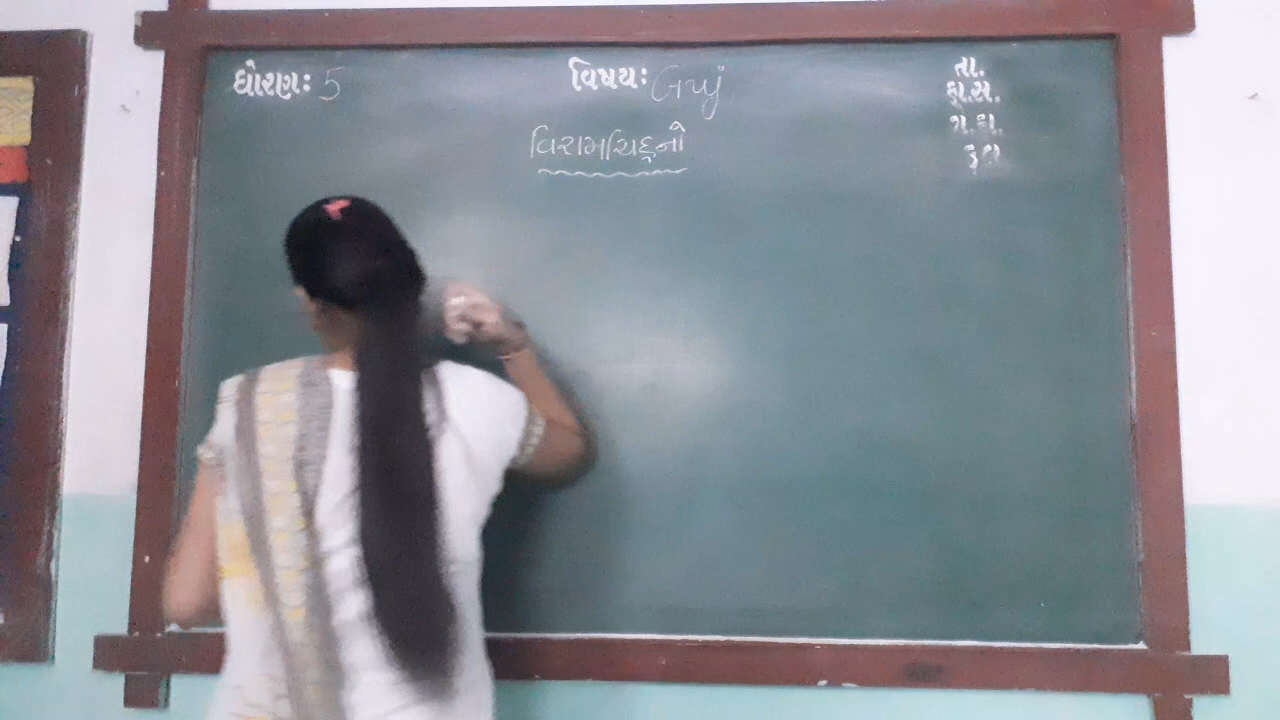 ધોરણઃ 5
વિષયઃ ગુજ
વિરામચિહ્નો
તા.
કુ.સં.
ગે.હા.
કુલ